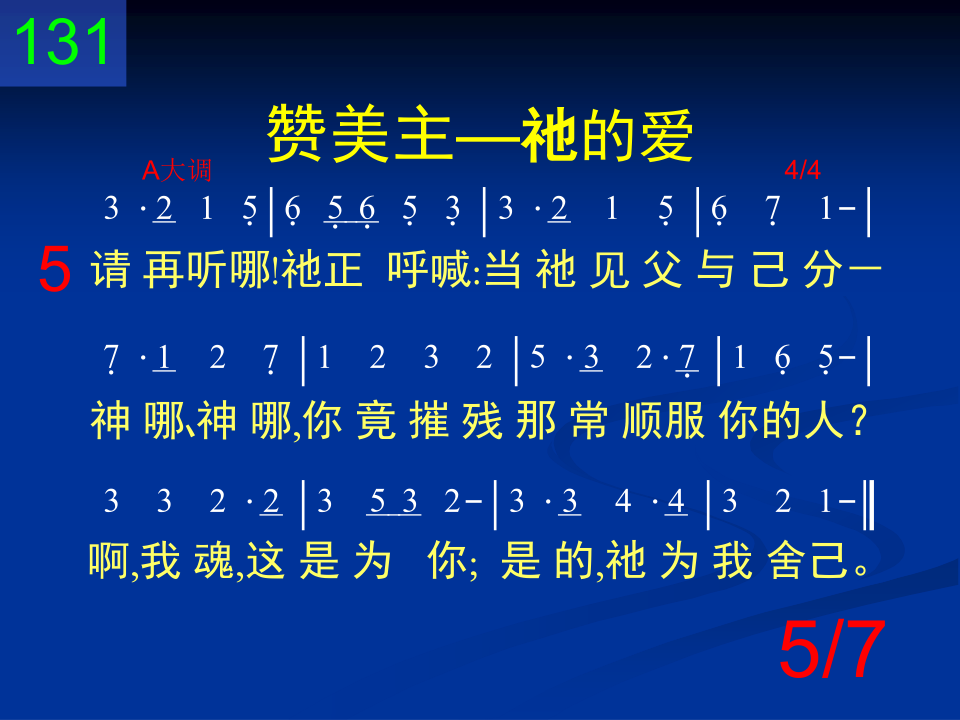 131
赞美主—祂的爱
A大调 4/4
3 · 2 1 5̣ | 6̣ 5̣ 6̣ 5̣ 3̣ | 3 · 2 1 5̣ | 6̣ 7̣ 1 – |
5 请 再听哪!祂正 呼喊:当 祂 见 父 与 己 分－
7̣ · 1 2 7̣ | 1 2 3 2 | 5 · 3 2 · 7̣ | 1 6̣ 5̣ – |
神 哪、神 哪,你 竟 摧 残 那 常 顺服 你的人?
3 3 2 · 2 | 3 5 3 2 – | 3 · 3 4 · 4 | 3 2 1 – ‖
啊,我 魂,这 是 为 你; 是 的,祂 为 我 舍己。
5/7